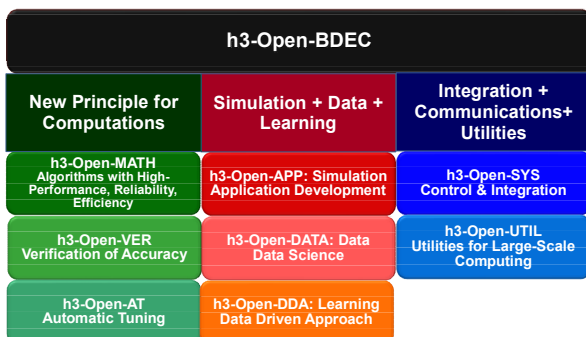 h3-Open-BDEC
New Principle for
Computations
Simulation + Data +
Learning
Integration +
Communications+
Utilities
h3-Open-MATH
Algorithms with High-
Performance, Reliability,
Efficiency
h3-Open-APP: Simulation
Application Development
h3-Open-SYS
Control & Integration
h3-Open-VER
Verification of Accuracy
h3-Open-DATA: Data
Data Science
h3-Open-UTIL
Utilities for Large-Scale
Computing
h3-Open-AT
Automatic Tuning
h3-Open-DDA: Learning
Data Driven Approach